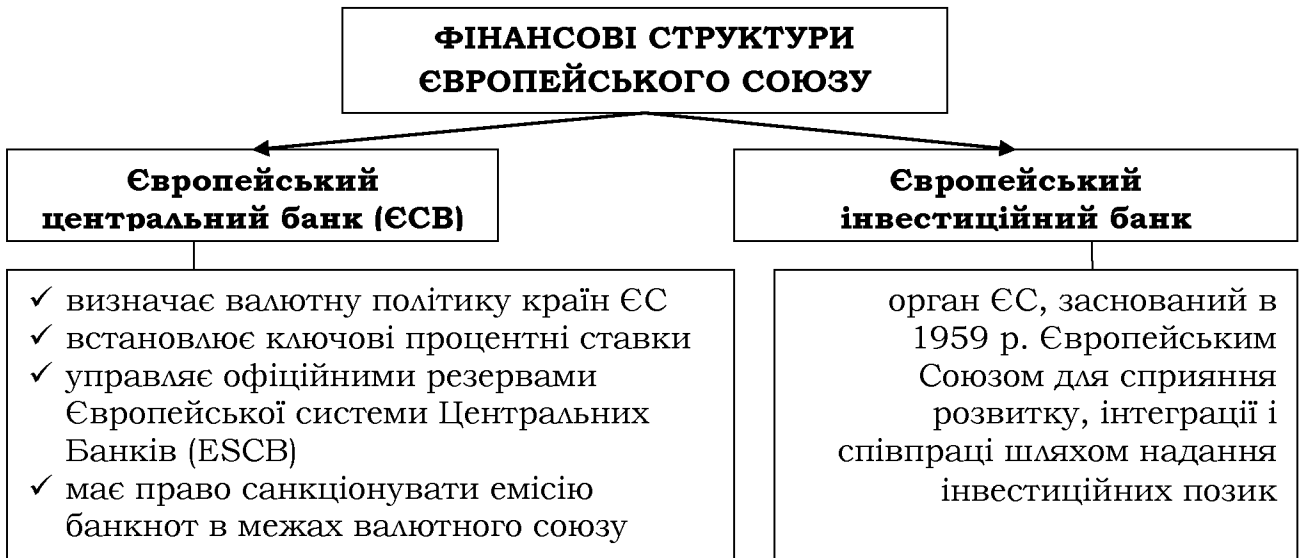 ФІНАНСОВІ СТРУКТУРИ
ЄВРОПЕЙСЬКОГО СОЮЗУ
Європейський
центральний банк (ЄСВ)
✓ визначає валютну політику країн ЄС
✓ встановлює ключові процентні ставки
✓ управляє офіційними резервами
Європейської системи Центральних
Банків (ESCB)
✓ має право санкціонувати емісію
банкнот в межах валютного союзу
Європейський
інвестиційний банк
орган ЄС, заснований в
1959 р. Європейським
Союзом для сприяння
розвитку, інтеграції і
співпраці шляхом надання
інвестиційних позик